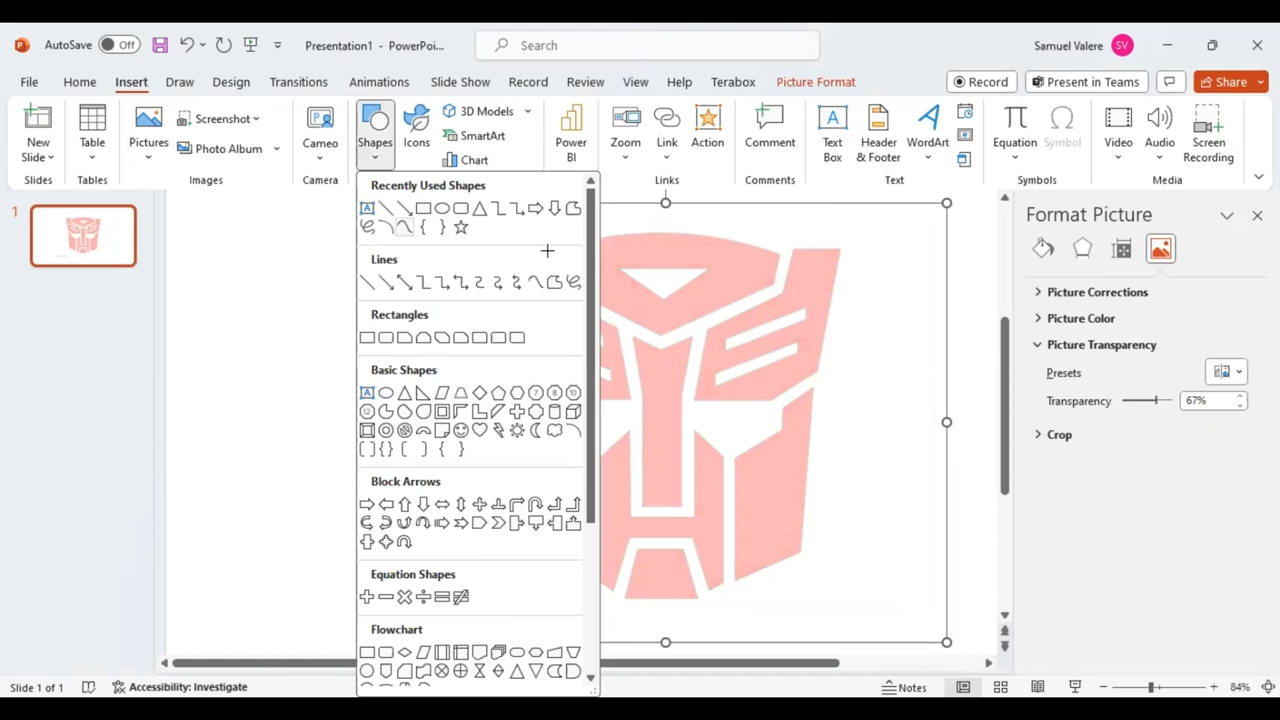 AutoSave Off Presentation1 - PowerPoi... Search Samuel Valere SV
File Home Insert Draw Design Transitions Animations Slide Show Record Review View Help Terabox Picture Format Record Present in Teams Share
New Slide
Slides
Table
Tables
Pictures
Screenshot
Photo Album
Images
Cameo
Camera
Shapes
Icons
3D Models
SmartArt
Chart
Power BI
Zoom
Link
Action
Links
Comment
Comments
Text Box
Header & Footer
WordArt
Text
Equation
Symbol
Symbols
Video
Audio
Screen Recording
Media
1
Recently Used Shapes
Lines
Rectangles
Basic Shapes
Block Arrows
Equation Shapes
Flowchart
Format Picture
Picture Corrections
Picture Color
Picture Transparency
Presets
Transparency 67%
Crop
Slide 1 of 1 Accessibility: Investigate Notes 84%